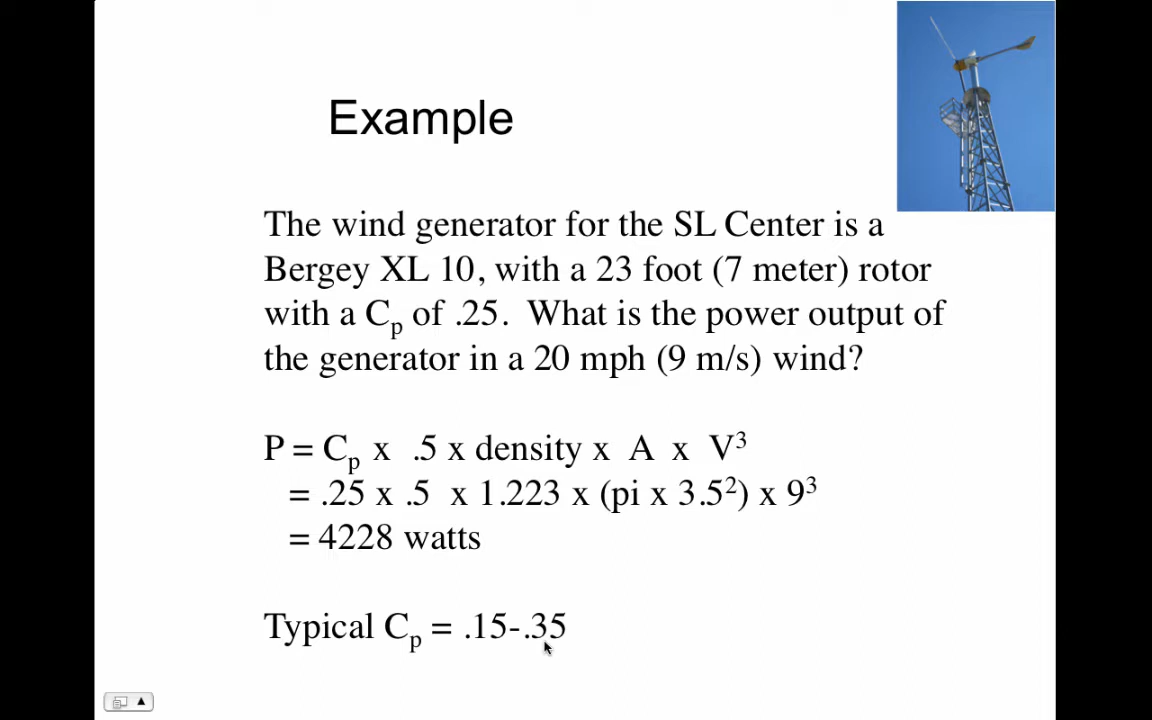 Example
The wind generator for the SL Center is a
Bergey XL 10, with a 23 foot (7 meter) rotor
with a Cₚ of .25. What is the power output of
the generator in a 20 mph (9 m/s) wind?
P = Cₚ x .5 x density x A x V³
= .25 x .5 x 1.223 x (pi x 3.5²) x 9³
= 4228 watts
Typical Cₚ = .15-.35